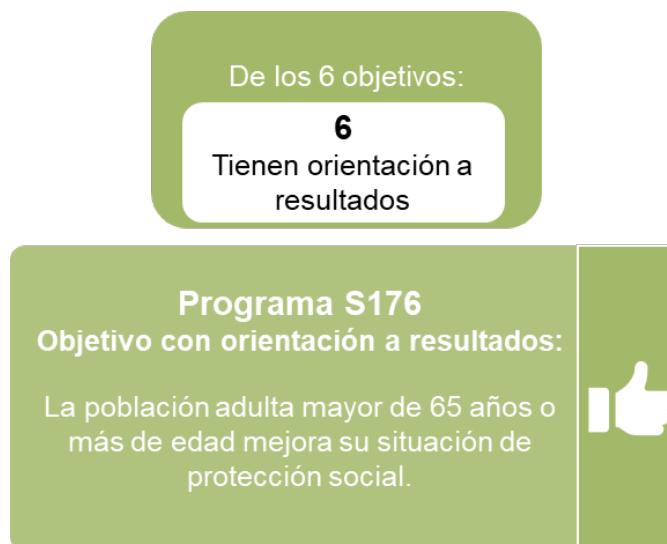 De los 6 objetivos:
6
Tienen orientación a
resultados
Programa S176
Objetivo con orientación a resultados:
La población adulta mayor de 65 años o
más de edad mejora su situación de
protección social.